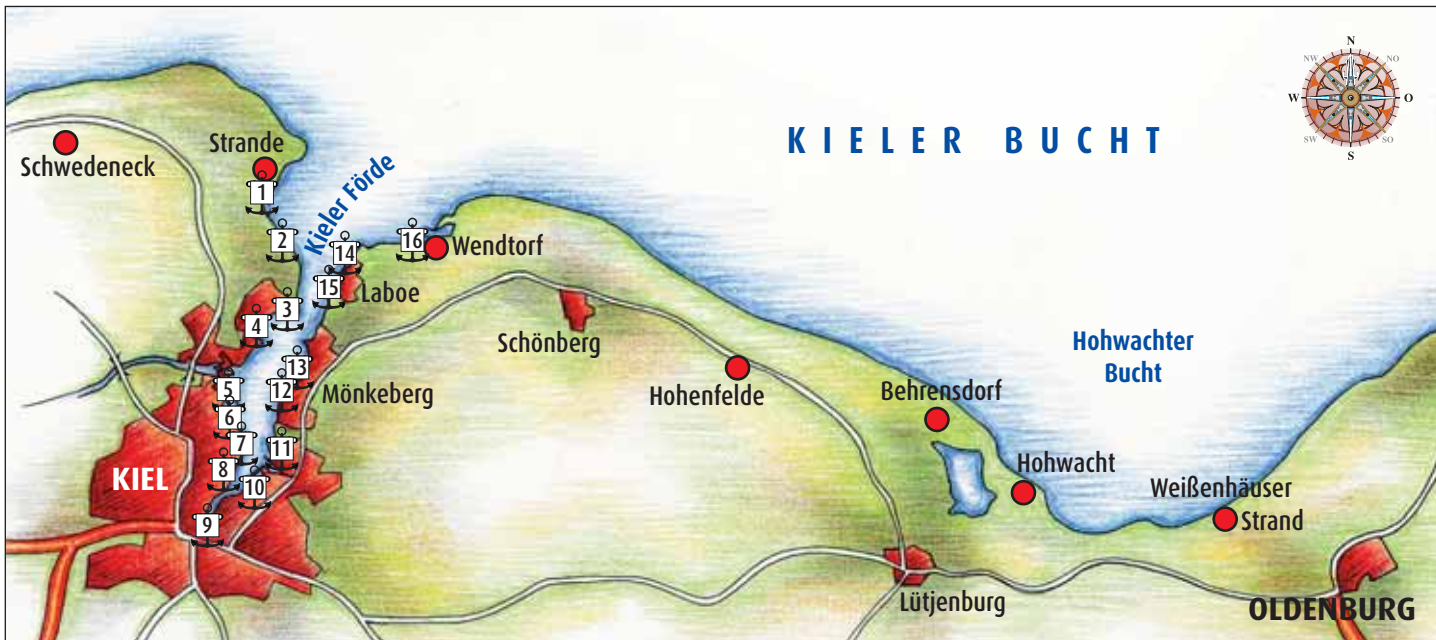 N
NW
NO
W
O
SW
SO
S
KIELER BUCHT
Schwedeneck
Strande
1
Kieler Förde
2
14
16
Wendtorf
15
Laboe
3
4
Schönberg
13
Mönkeberg
5
12
Hohenfelde
Hohwachter
Bucht
6
Behrensdorf
7
11
8
KIEL
10
9
Hohwacht
Weißenhäuser
Strand
Lütjenburg
OLDENBURG